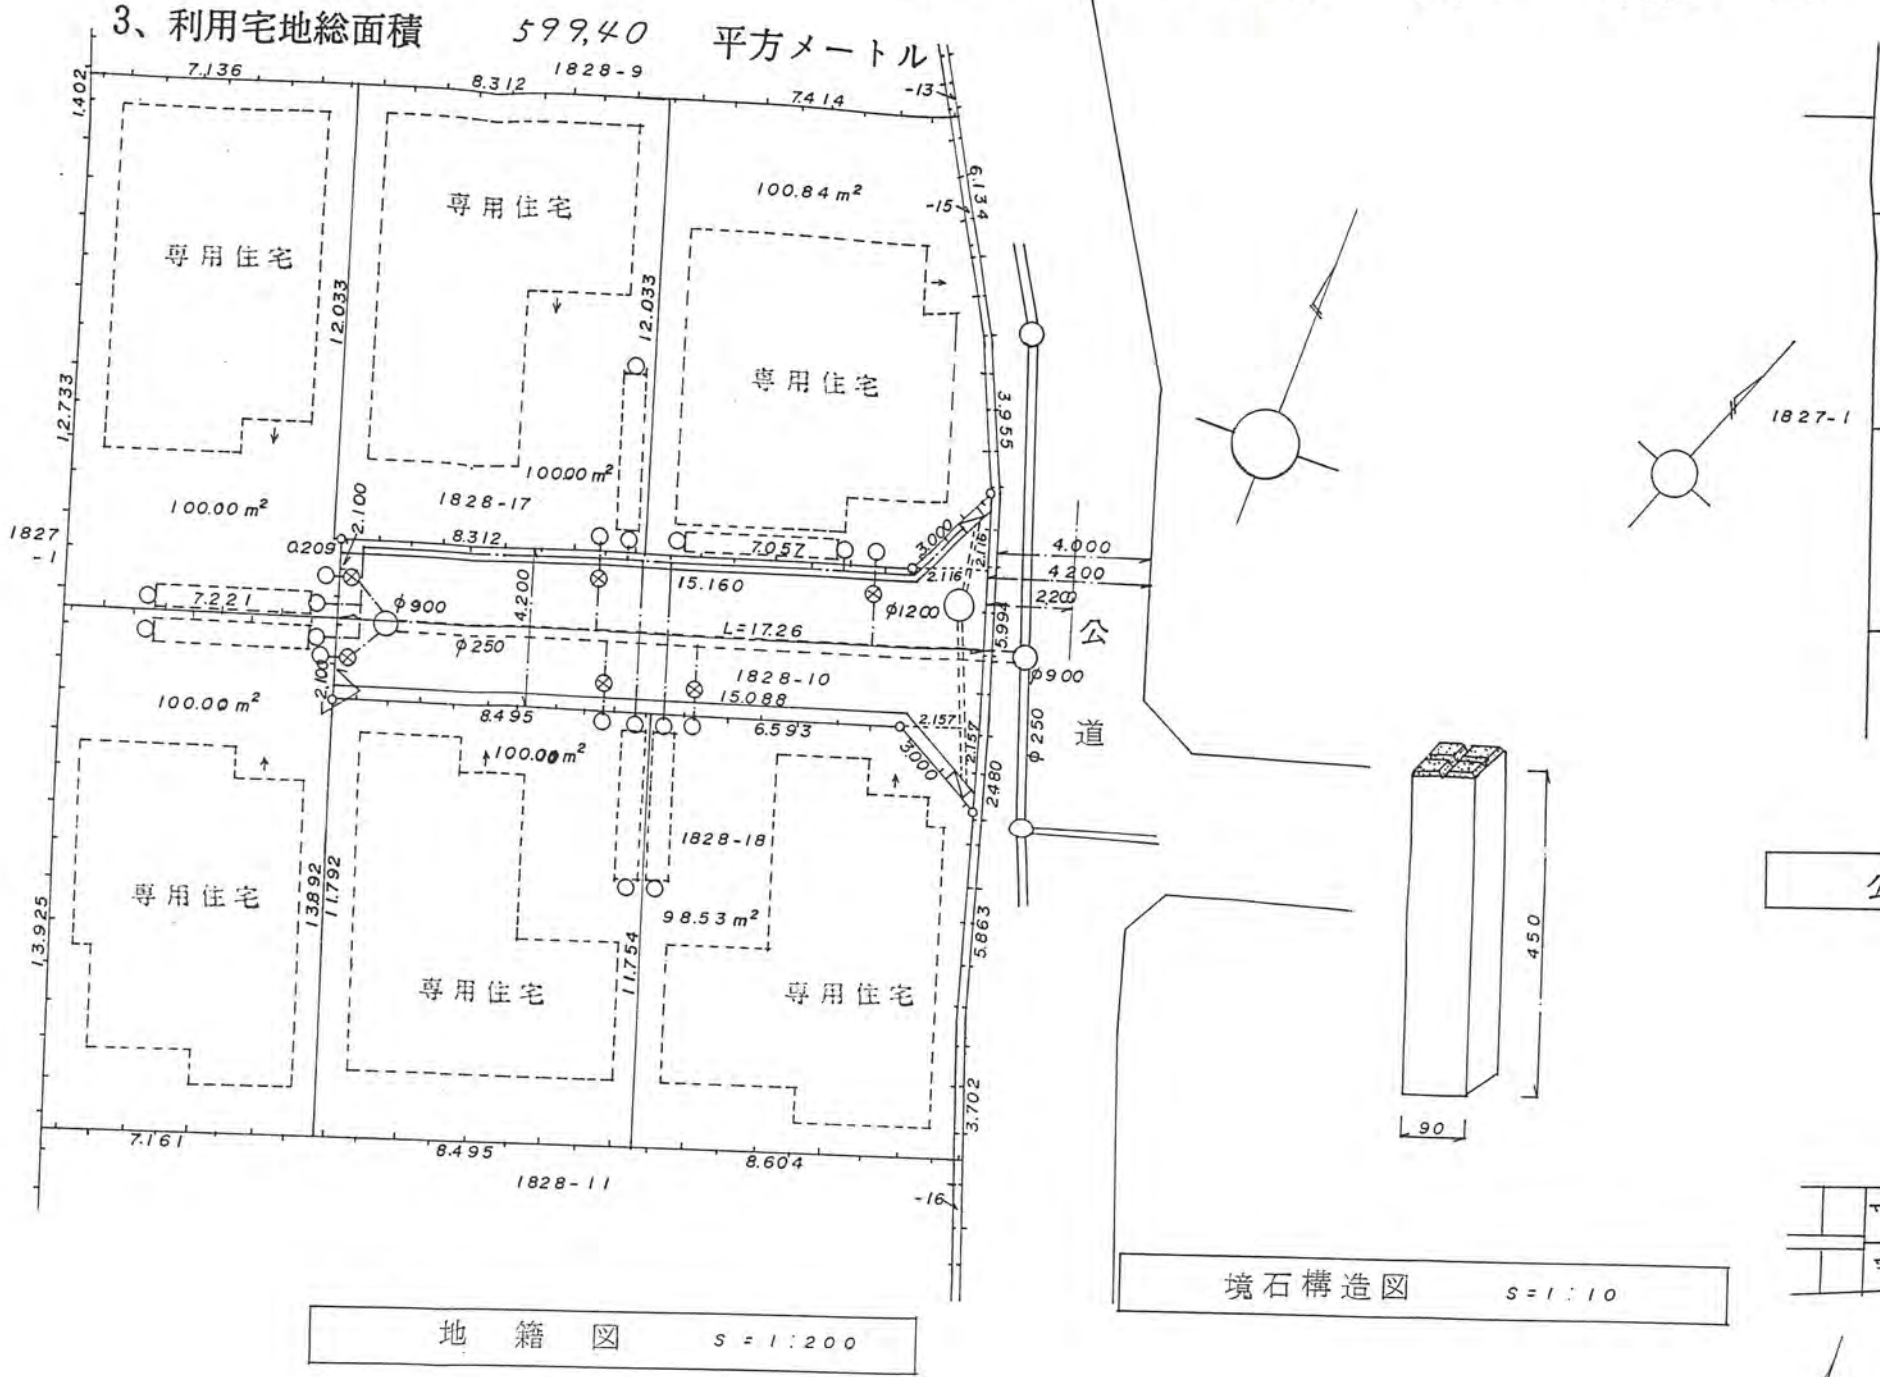 3、利用宅地総面積 599,40 平方メートル
7.136
8.312
1828-9
7.414
-13
1.402
専用住宅
専用住宅
100.84 m²
6.134
-15
専用住宅
12.033
12.033
3.955
12.733
100.00 m²
100.00 m²
1828-17
1827-1
1827
-1
2.100
0.209
8.312
7.057
3.000
2.116
2.116
4.000
4.200
2.200
15.160
4.200
7.221
φ900
φ1200
L=17.26
5.994
公道
φ250
1828-10
φ900
2.100
15.088
100.00 m²
8.495
6.593
2.157
2.157
3.000
2.480
φ250
100.00 m²
1828-18
専用住宅
13.892
11.792
13.925
98.53 m²
5.863
11.754
専用住宅
専用住宅
3.702
7.161
8.495
8.604
1828-11
-16
450
90
地籍図 S=1:200
境石構造図 S=1:10